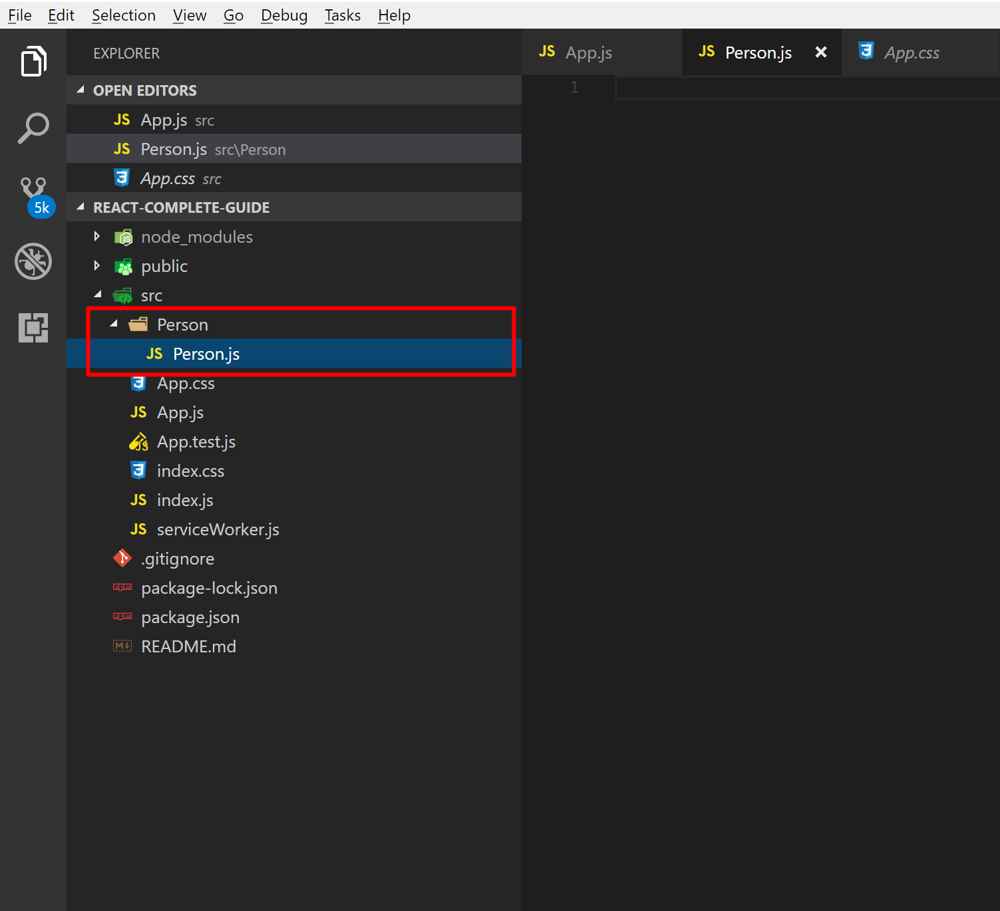 File Edit Selection View Go Debug Tasks Help
EXPLORER
JS App.js
JS Person.js
App.css
OPEN EDITORS
JS App.js src
JS Person.js src\Person
App.css src
REACT-COMPLETE-GUIDE
node_modules
public
src
Person
JS Person.js
App.css
JS App.js
JS App.test.js
index.css
JS index.js
JS serviceWorker.js
.gitignore
package-lock.json
package.json
M README.md
5k
1